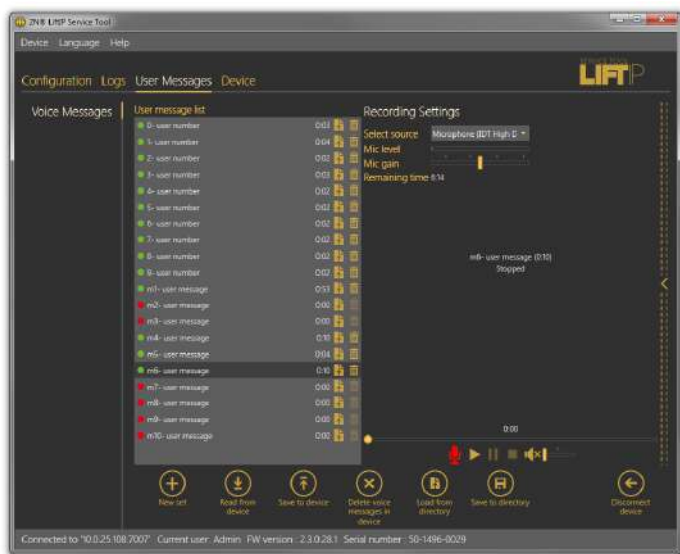 2N® LiftIP Service Tool
Device Language Help
SERVICE TOOL
LIFTIP
Configuration Logs User Messages Device
Voice Messages
User message list
0- user number 0:03
1- user number 0:04
2- user number 0:02
3- user number 0:03
4- user number 0:02
5- user number 0:02
6- user number 0:02
7- user number 0:02
8- user number 0:02
9- user number 0:02
m1- user message 0:53
m2- user message 0:00
m3- user message 0:00
m4- user message 0:10
m5- user message 0:04
m6- user message 0:10
m7- user message 0:00
m8- user message 0:00
m9- user message 0:00
m10- user message 0:00
Recording Settings
Select source Microphone (IDT High D
Mic level
Mic gain
Remaining time 8:14
m6- user message (0:10)
Stopped
0:00
New set
Read from device
Save to device
Delete voice messages in device
Load from directory
Save to directory
Disconnect device
Connected to "10.0.25.108:7007" Current user: Admin FW version : 2.3.0.28.1 Serial number : 50-1496-0029